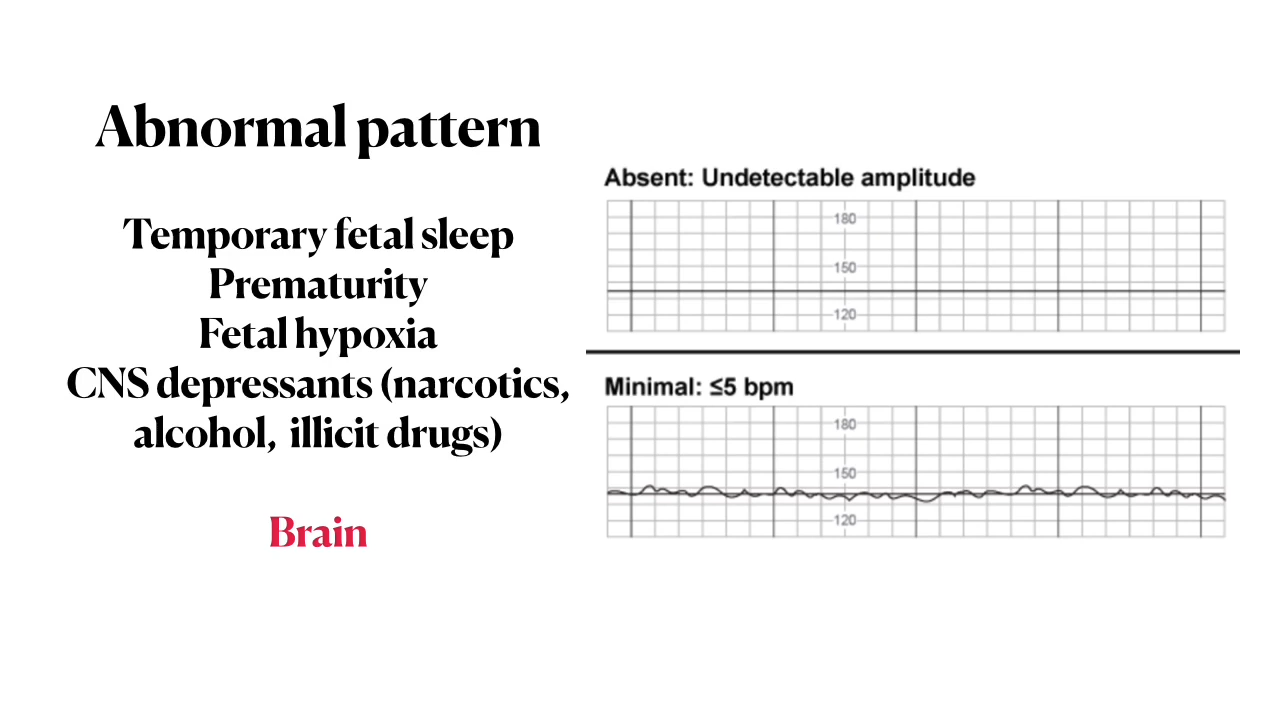 Abnormal pattern
Temporary fetal sleep
Prematurity
Fetal hypoxia
CNS depressants (narcotics,
alcohol, illicit drugs)
Brain
Absent: Undetectable amplitude
180
150
120
Minimal: ≤5 bpm
180
150
120